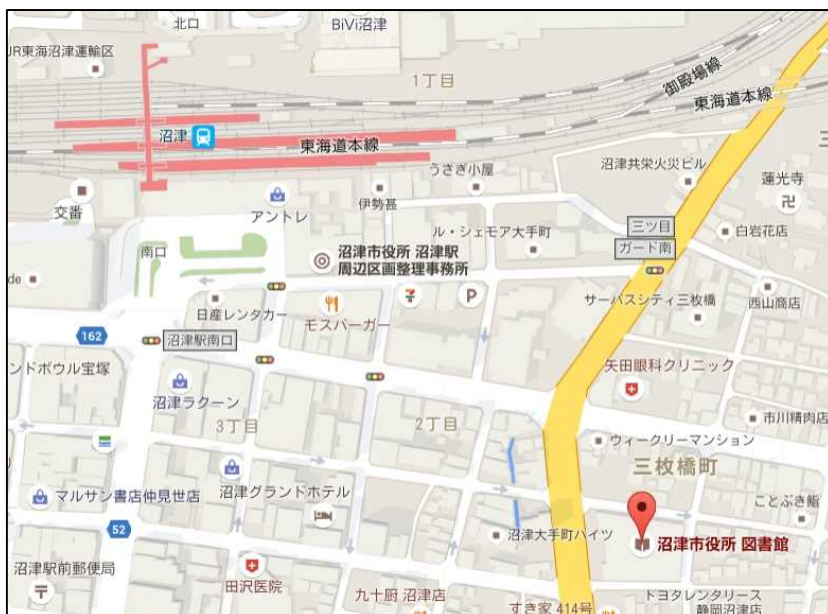 北口
BiVi沼津
JR東海沼津運輸区
1丁目
御殿場線
東海道本線
沼津
東海道本線
沼津共栄火災ビル
うさぎ小屋
蓮光寺
交番
アントレ
伊勢甚
三ツ目
ガード南
白岩花店
ル・シェモア大手町
南口
沼津市役所 沼津駅
周辺区画整理事務所
de
日産レンタカー
モスバーガー
P
サーパスシティ三枚橋
西山商店
162
沼津駅南口
ンドボウル宝塚
矢田眼科クリニック
沼津ラクーン
市川精肉店
3丁目
2丁目
ウィークリーマンション
三枚橋町
沼津グランドホテル
マルサン書店仲見世店
ことぶき鮨
52
沼津大手町ハイツ
沼津市役所 図書館
沼津駅前郵便局
田沢医院
九十厨 沼津店
トヨタレンタリース
静岡沼津店
すき家 414号